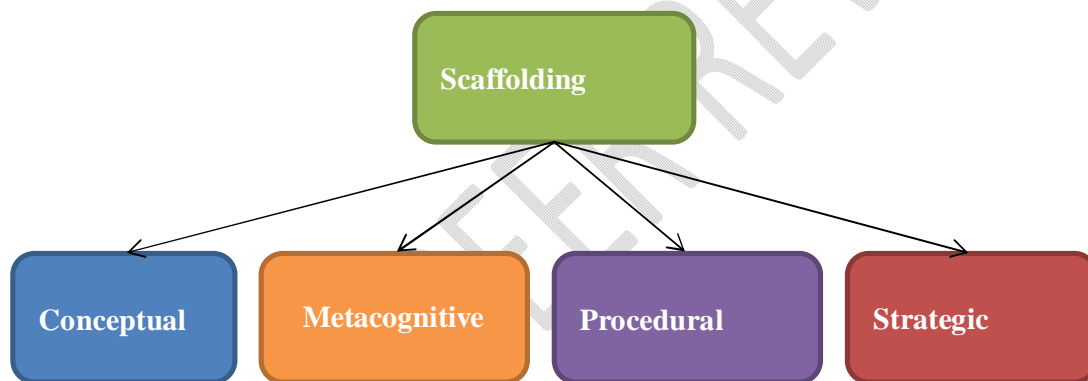 Scaffolding
Conceptual
Metacognitive
Procedural
Strategic